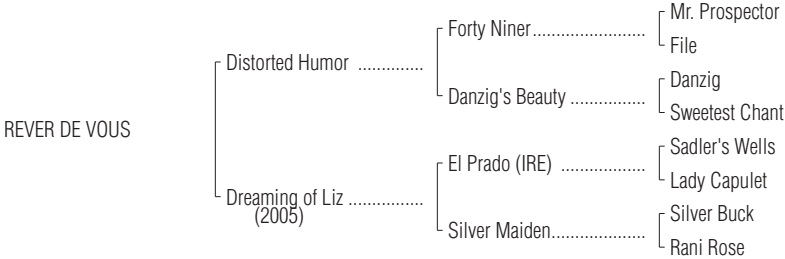 Mr. Prospector
Forty Niner........................
File
Distorted Humor ..............
Danzig
Danzig's Beauty ................
Sweetest Chant
REVER DE VOUS
Sadler's Wells
El Prado (IRE) ..................
Lady Capulet
Dreaming of Liz ................
(2005)
Silver Buck
Silver Maiden....................
Rani Rose